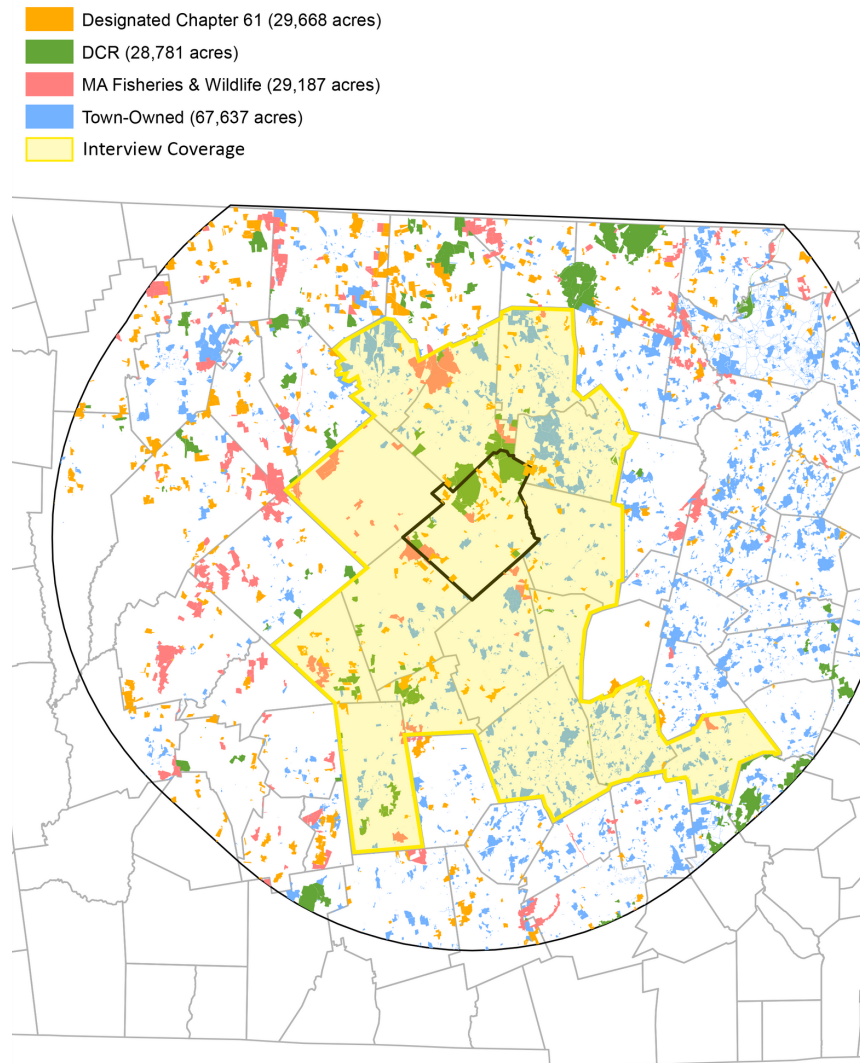 Designated Chapter 61 (29,668 acres)
DCR (28,781 acres)
MA Fisheries & Wildlife (29,187 acres)
Town-Owned (67,637 acres)
Interview Coverage